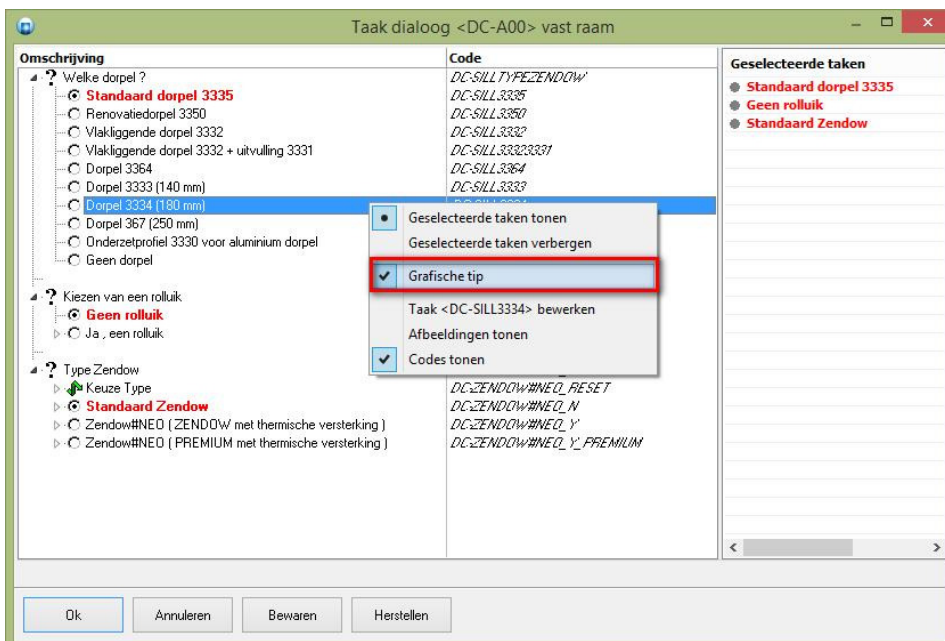 Taak dialoog <DC-A00> vast raam
Omschrijving Code
Welke dorpel ? DC-SILLTYPEZENDOW
Standaard dorpel 3335 DC-SILL3335
Renovatiedorpel 3350 DC-SILL3350
Vlakliggende dorpel 3332 DC-SILL3332
Vlakliggende dorpel 3332 + uitvulling 3331 DC-SILL33323331
Dorpel 3364 DC-SILL3364
Dorpel 3333 (140 mm) DC-SILL3333
Dorpel 3334 (180 mm)
Dorpel 367 (250 mm)
Onderzetprofiel 3330 voor aluminium dorpel
Geen dorpel
Kiezen van een rolluik
Geen rolluik
Ja , een rolluik
Type Zendow
Keuze Type DC-ZENDOW#NEO_RESET
Standaard Zendow DC-ZENDOW#NEO_N
Zendow#NEO ( ZENDOW met thermische versterking ) DC-ZENDOW#NEO_Y
Zendow#NEO ( PREMIUM met thermische versterking ) DC-ZENDOW#NEO_Y_PREMIUM
Geselecteerde taken tonen
Geselecteerde taken verbergen
Grafische tip
Taak <DC-SILL3334> bewerken
Afbeeldingen tonen
Codes tonen
Geselecteerde taken
Standaard dorpel 3335
Geen rolluik
Standaard Zendow
Ok Annuleren Bewaren Herstellen